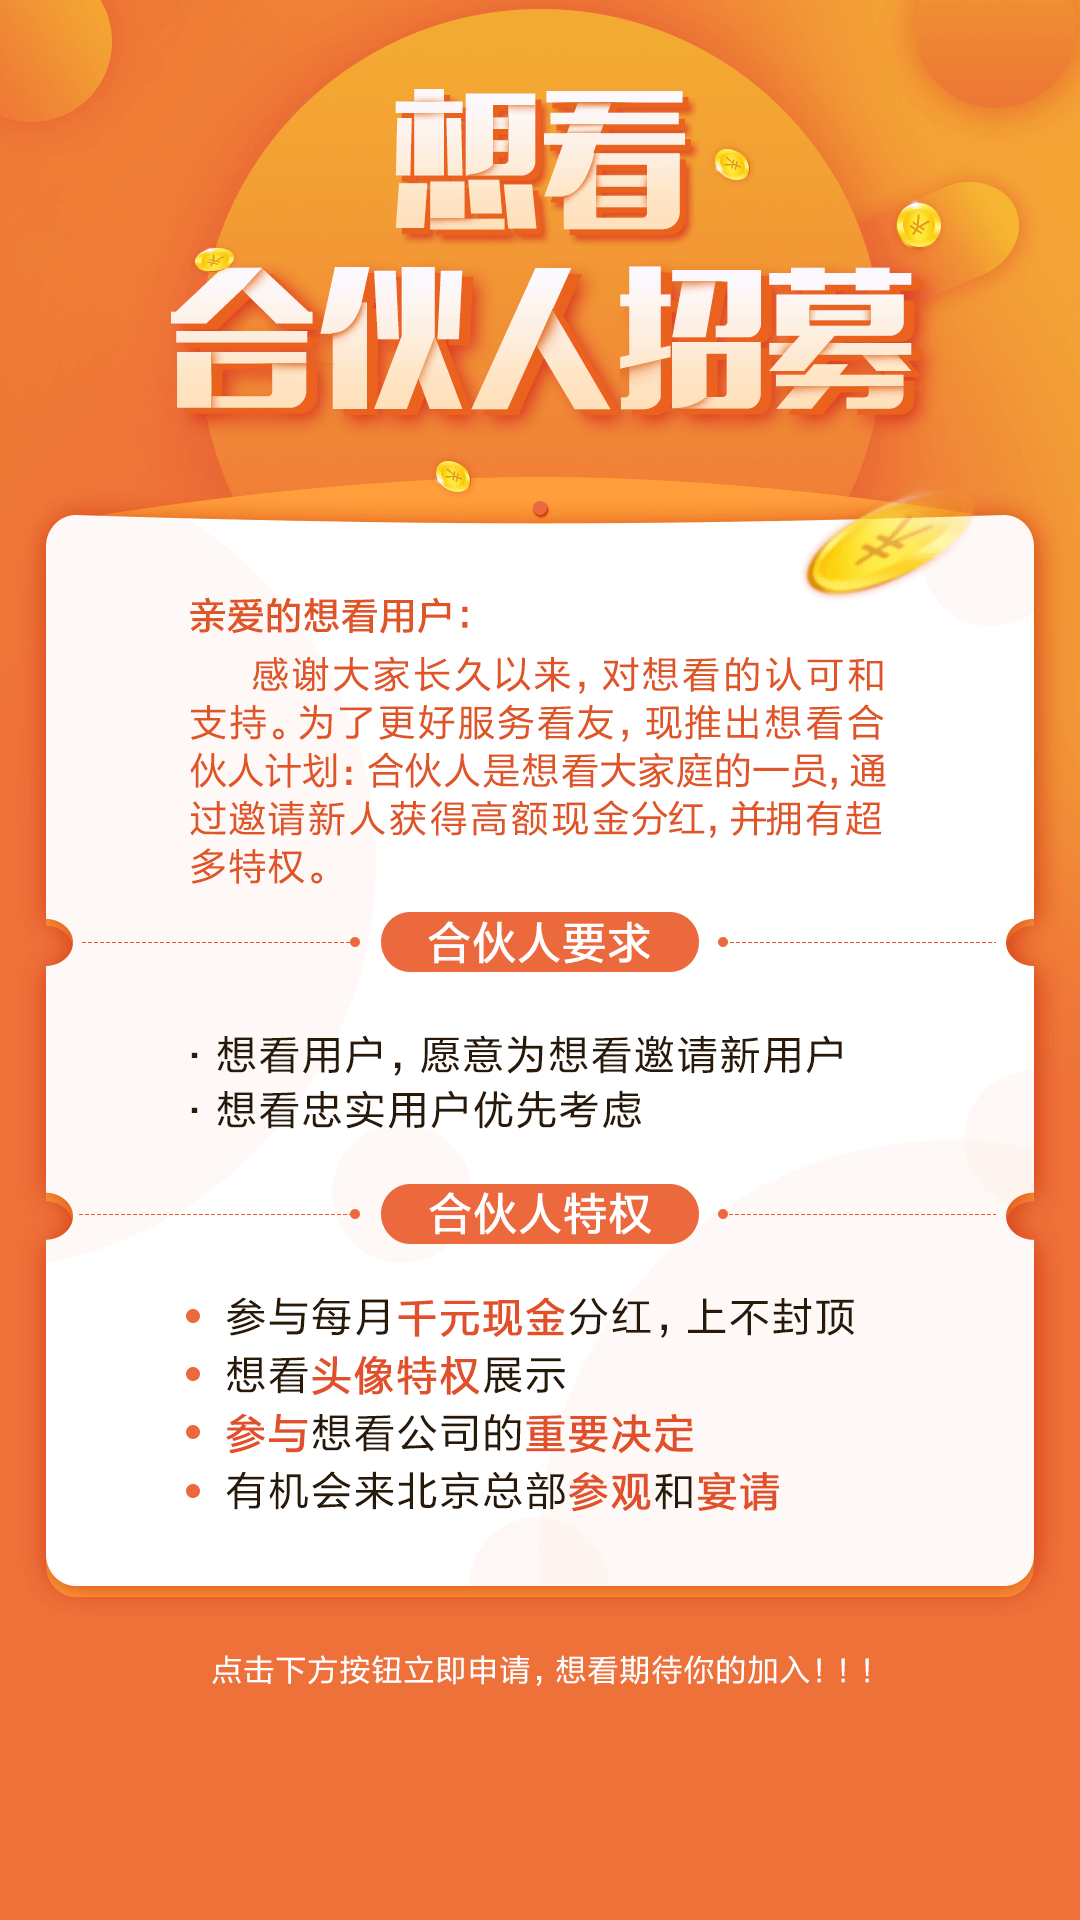 想看
合伙人招募
亲爱的想看用户：
感谢大家长久以来，对想看的认可和
支持。为了更好服务看友，现推出想看合
伙人计划：合伙人是想看大家庭的一员，通
过邀请新人获得高额现金分红，并拥有超
多特权。
合伙人要求
· 想看用户，愿意为想看邀请新用户
· 想看忠实用户优先考虑
合伙人特权
• 参与每月千元现金分红，上不封顶
• 想看头像特权展示
• 参与想看公司的重要决定
• 有机会来北京总部参观和宴请
点击下方按钮立即申请，想看期待你的加入！！！